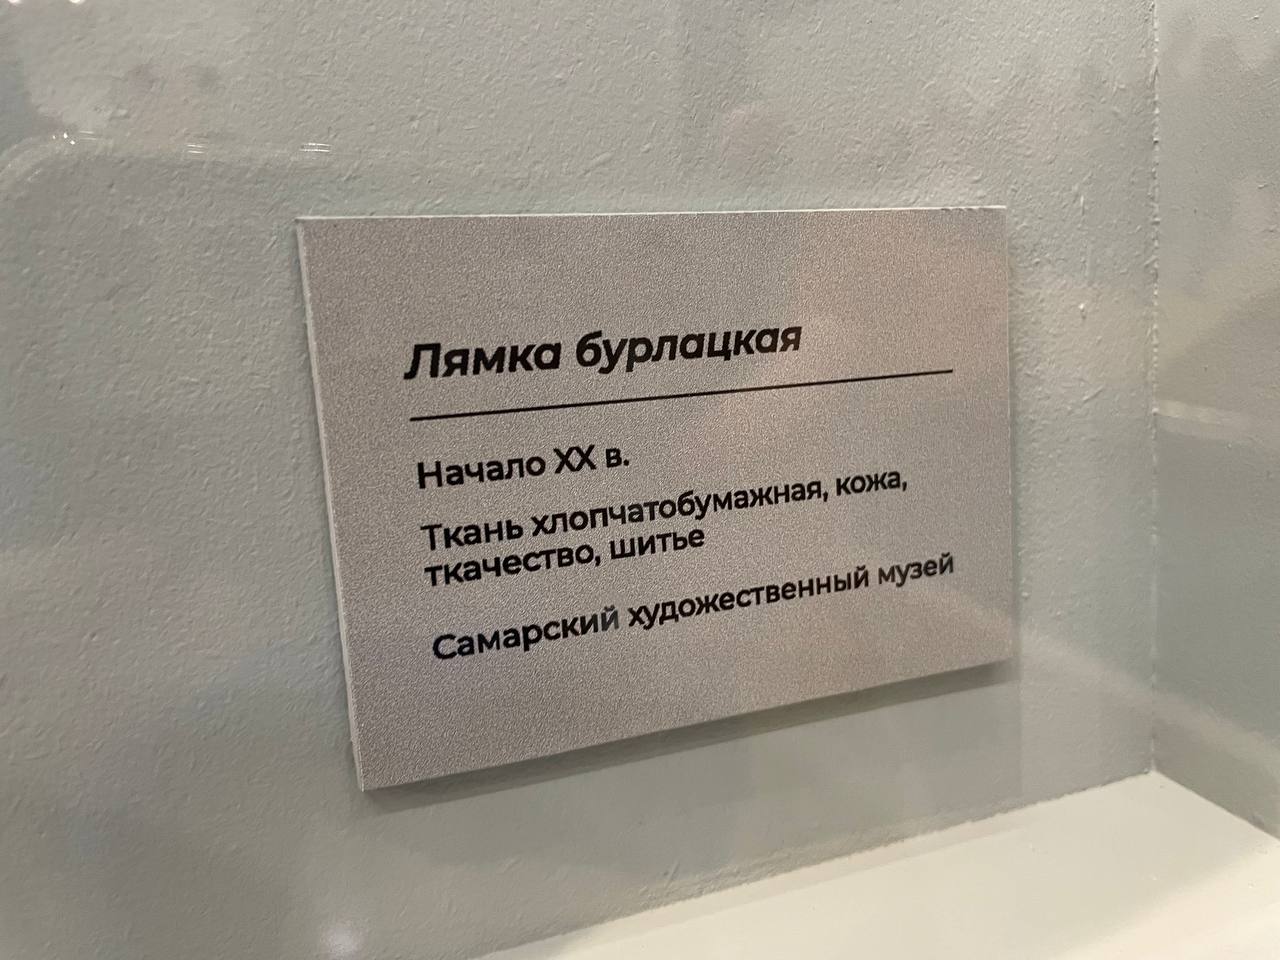 Лямка бурлацкая
Начало XX в.
Ткань хлопчатобумажная, кожа,
ткачество, шитье
Самарский художественный музей